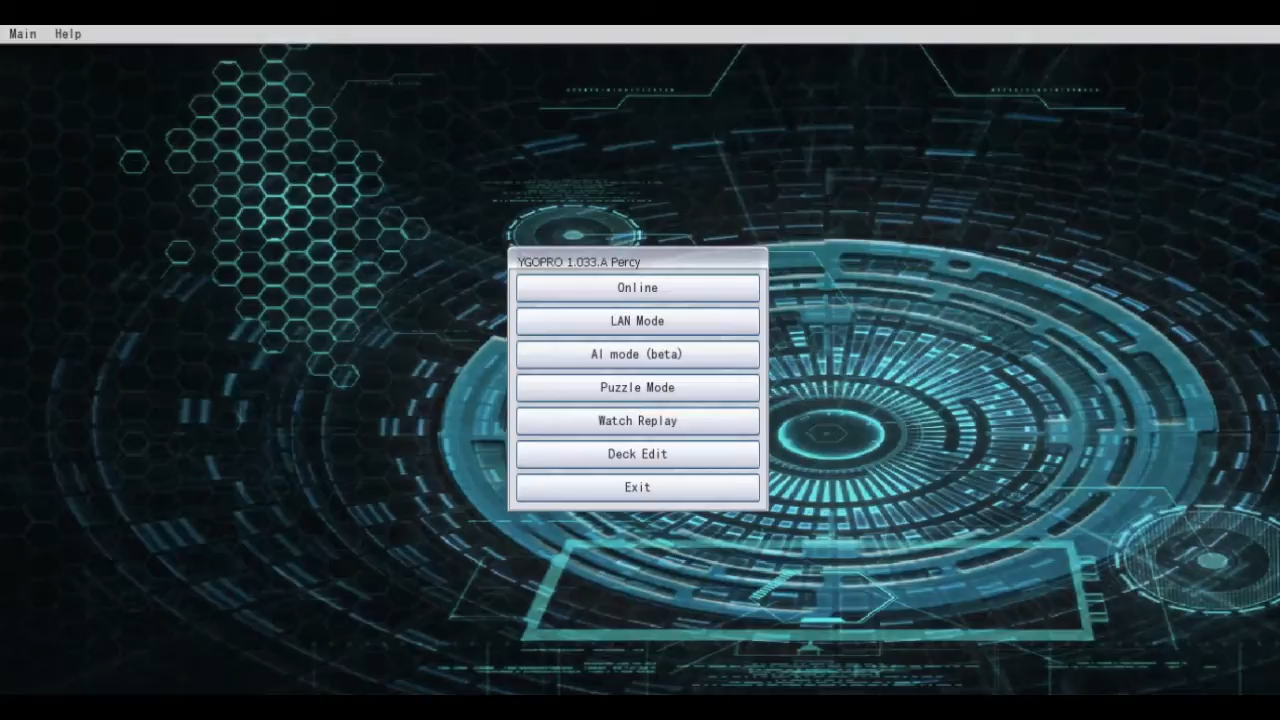 Main Help
YGOPRO 1.033.A Percy
Online
LAN Mode
AI mode (beta)
Puzzle Mode
Watch Replay
Deck Edit
Exit